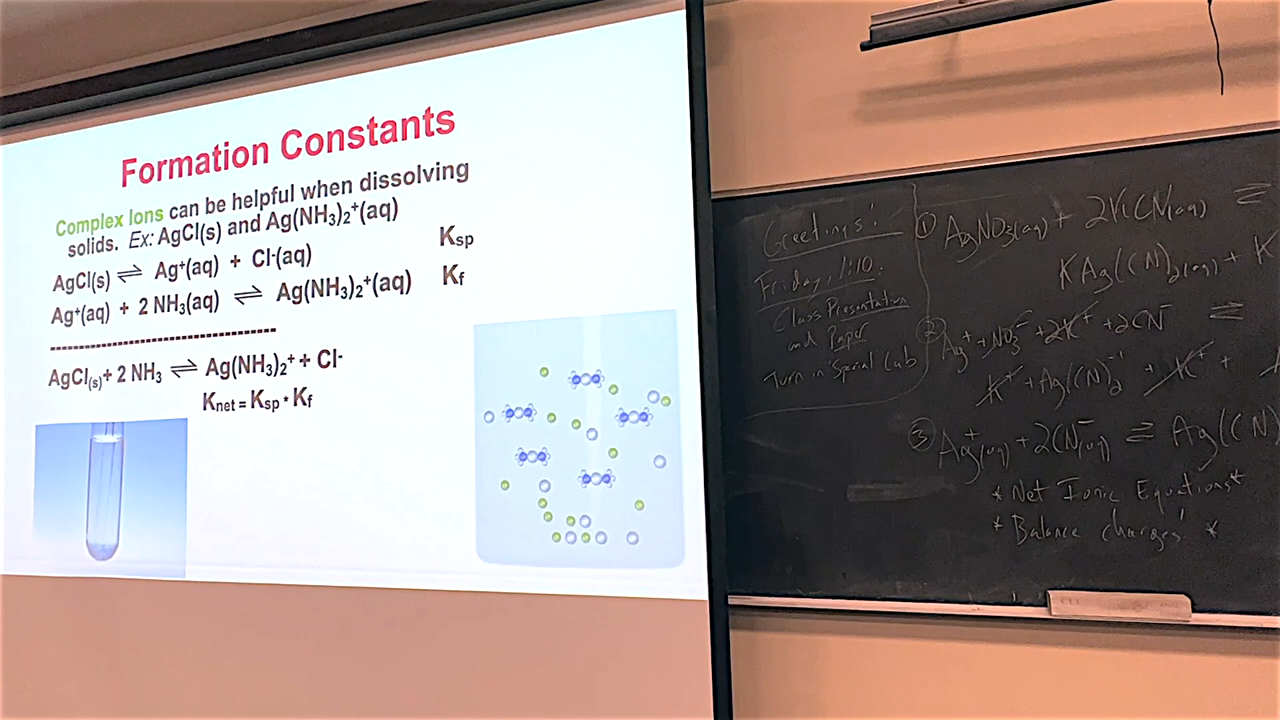 Formation Constants
Complex Ions can be helpful when dissolving
solids. Ex: AgCl(s) and Ag(NH₃)₂⁺(aq)
AgCl(s) ⇌ Ag⁺(aq) + Cl⁻(aq) Ksp
Ag⁺(aq) + 2 NH₃(aq) ⇌ Ag(NH₃)₂⁺(aq) Kf
AgCl(s)+ 2 NH₃ ⇌ Ag(NH₃)₂⁺ + Cl⁻
Knet = Ksp * Kf
Greetings!
Friday, 1:10.
Class Presentation
and Paper
Turn in Special Lab
① AgNO₃(aq) + 2KCN(aq) ⇌
KAg(CN)₂(aq) + K
② Ag⁺ + NO₃⁻ + 2K⁺ + 2CN⁻ ⇌
K⁺ + Ag(CN)₂⁻¹ + K⁺ +
③ Ag⁺(aq) + 2CN⁻(aq) ⇌ Ag(CN)
* Net Ionic Equations *
* Balance charges! *